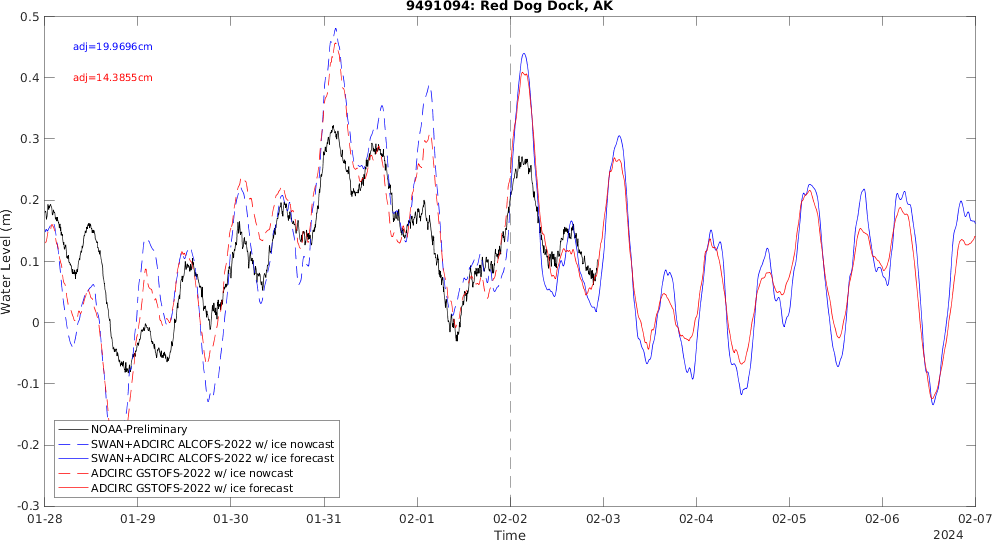 9491094: Red Dog Dock, AK
adj=19.9696cm
adj=14.3855cm
Water Level (m)
0.5
0.4
0.3
0.2
0.1
0
-0.1
-0.2
-0.3
NOAA-Preliminary
SWAN+ADCIRC ALCOFS-2022 w/ ice nowcast
SWAN+ADCIRC ALCOFS-2022 w/ ice forecast
ADCIRC GSTOFS-2022 w/ ice nowcast
ADCIRC GSTOFS-2022 w/ ice forecast
01-28 01-29 01-30 01-31 02-01 02-02 02-03 02-04 02-05 02-06 02-07
Time
2024